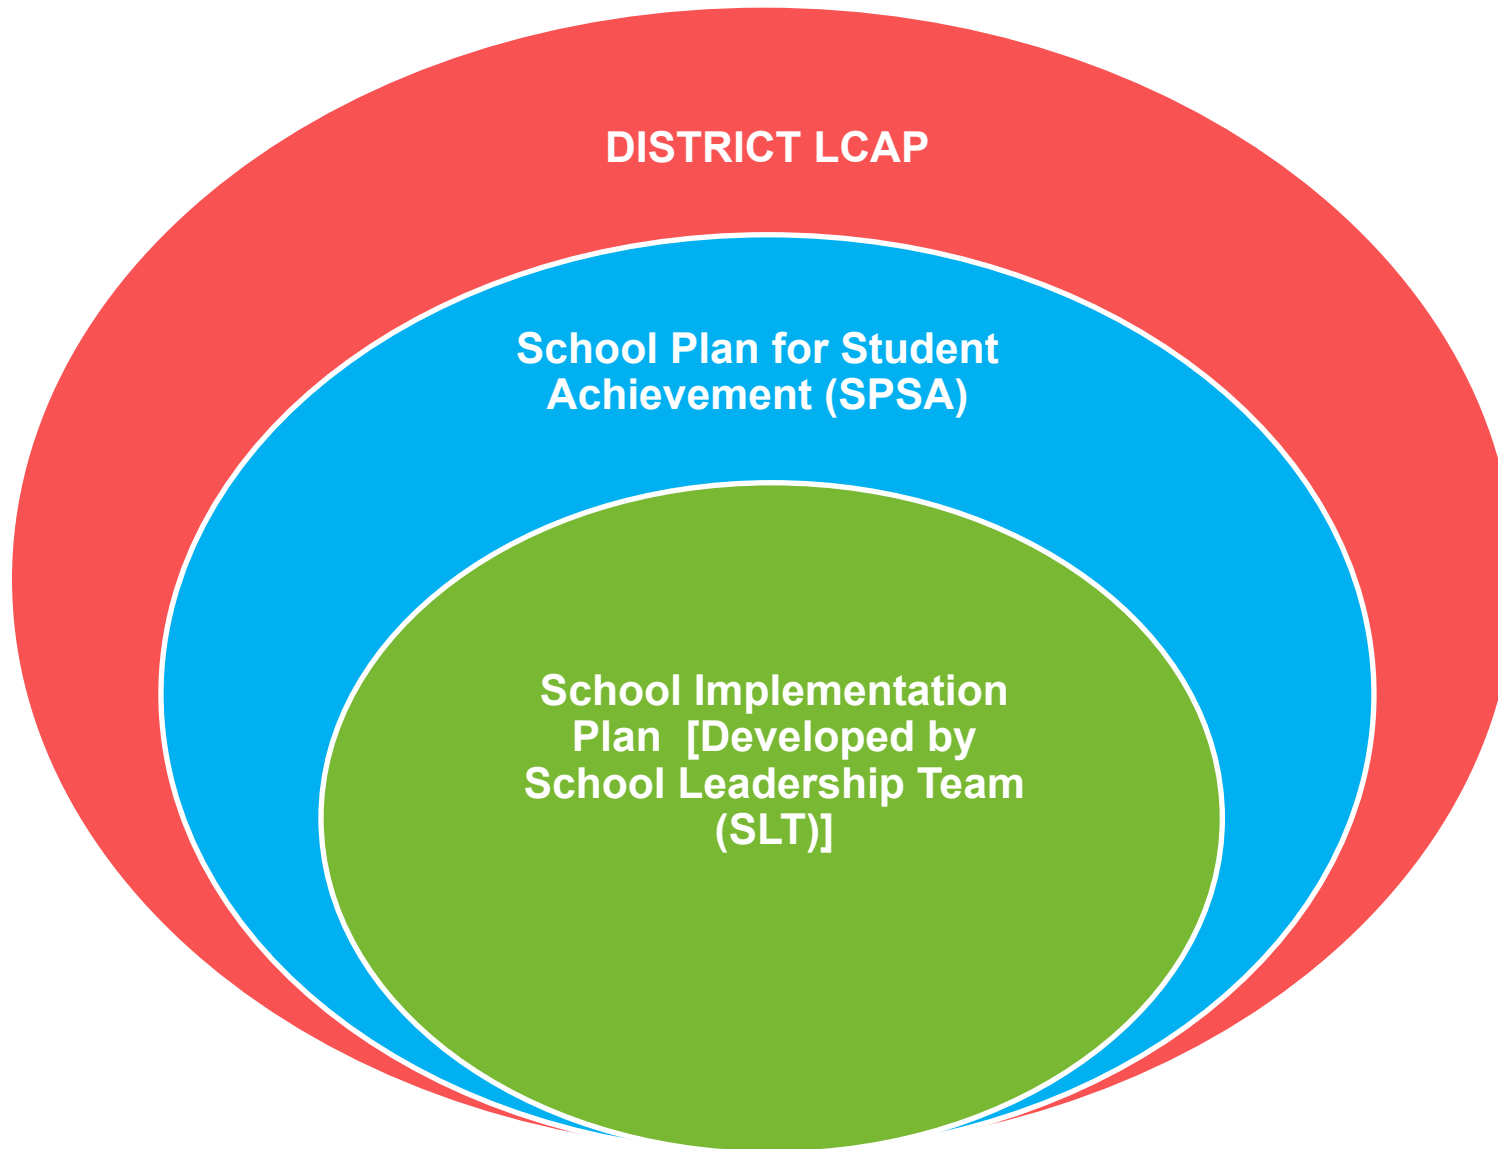 DISTRICT LCAP
School Plan for Student
Achievement (SPSA)
School Implementation
Plan  [Developed by
School Leadership Team
(SLT)]